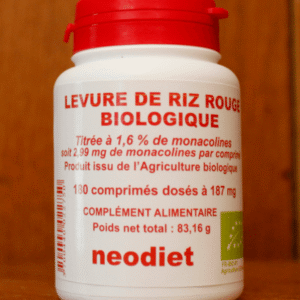 LEVURE DE RIZ ROUGE
BIOLOGIQUE
Titrée à 1,6 % de monacolines
soit 2,99 mg de monacolines par comprimé
Produit issu de l'Agriculture biologique
180 comprimés dosés à 187 mg
COMPLÉMENT ALIMENTAIRE
Poids net total : 83,16 g
neodiet